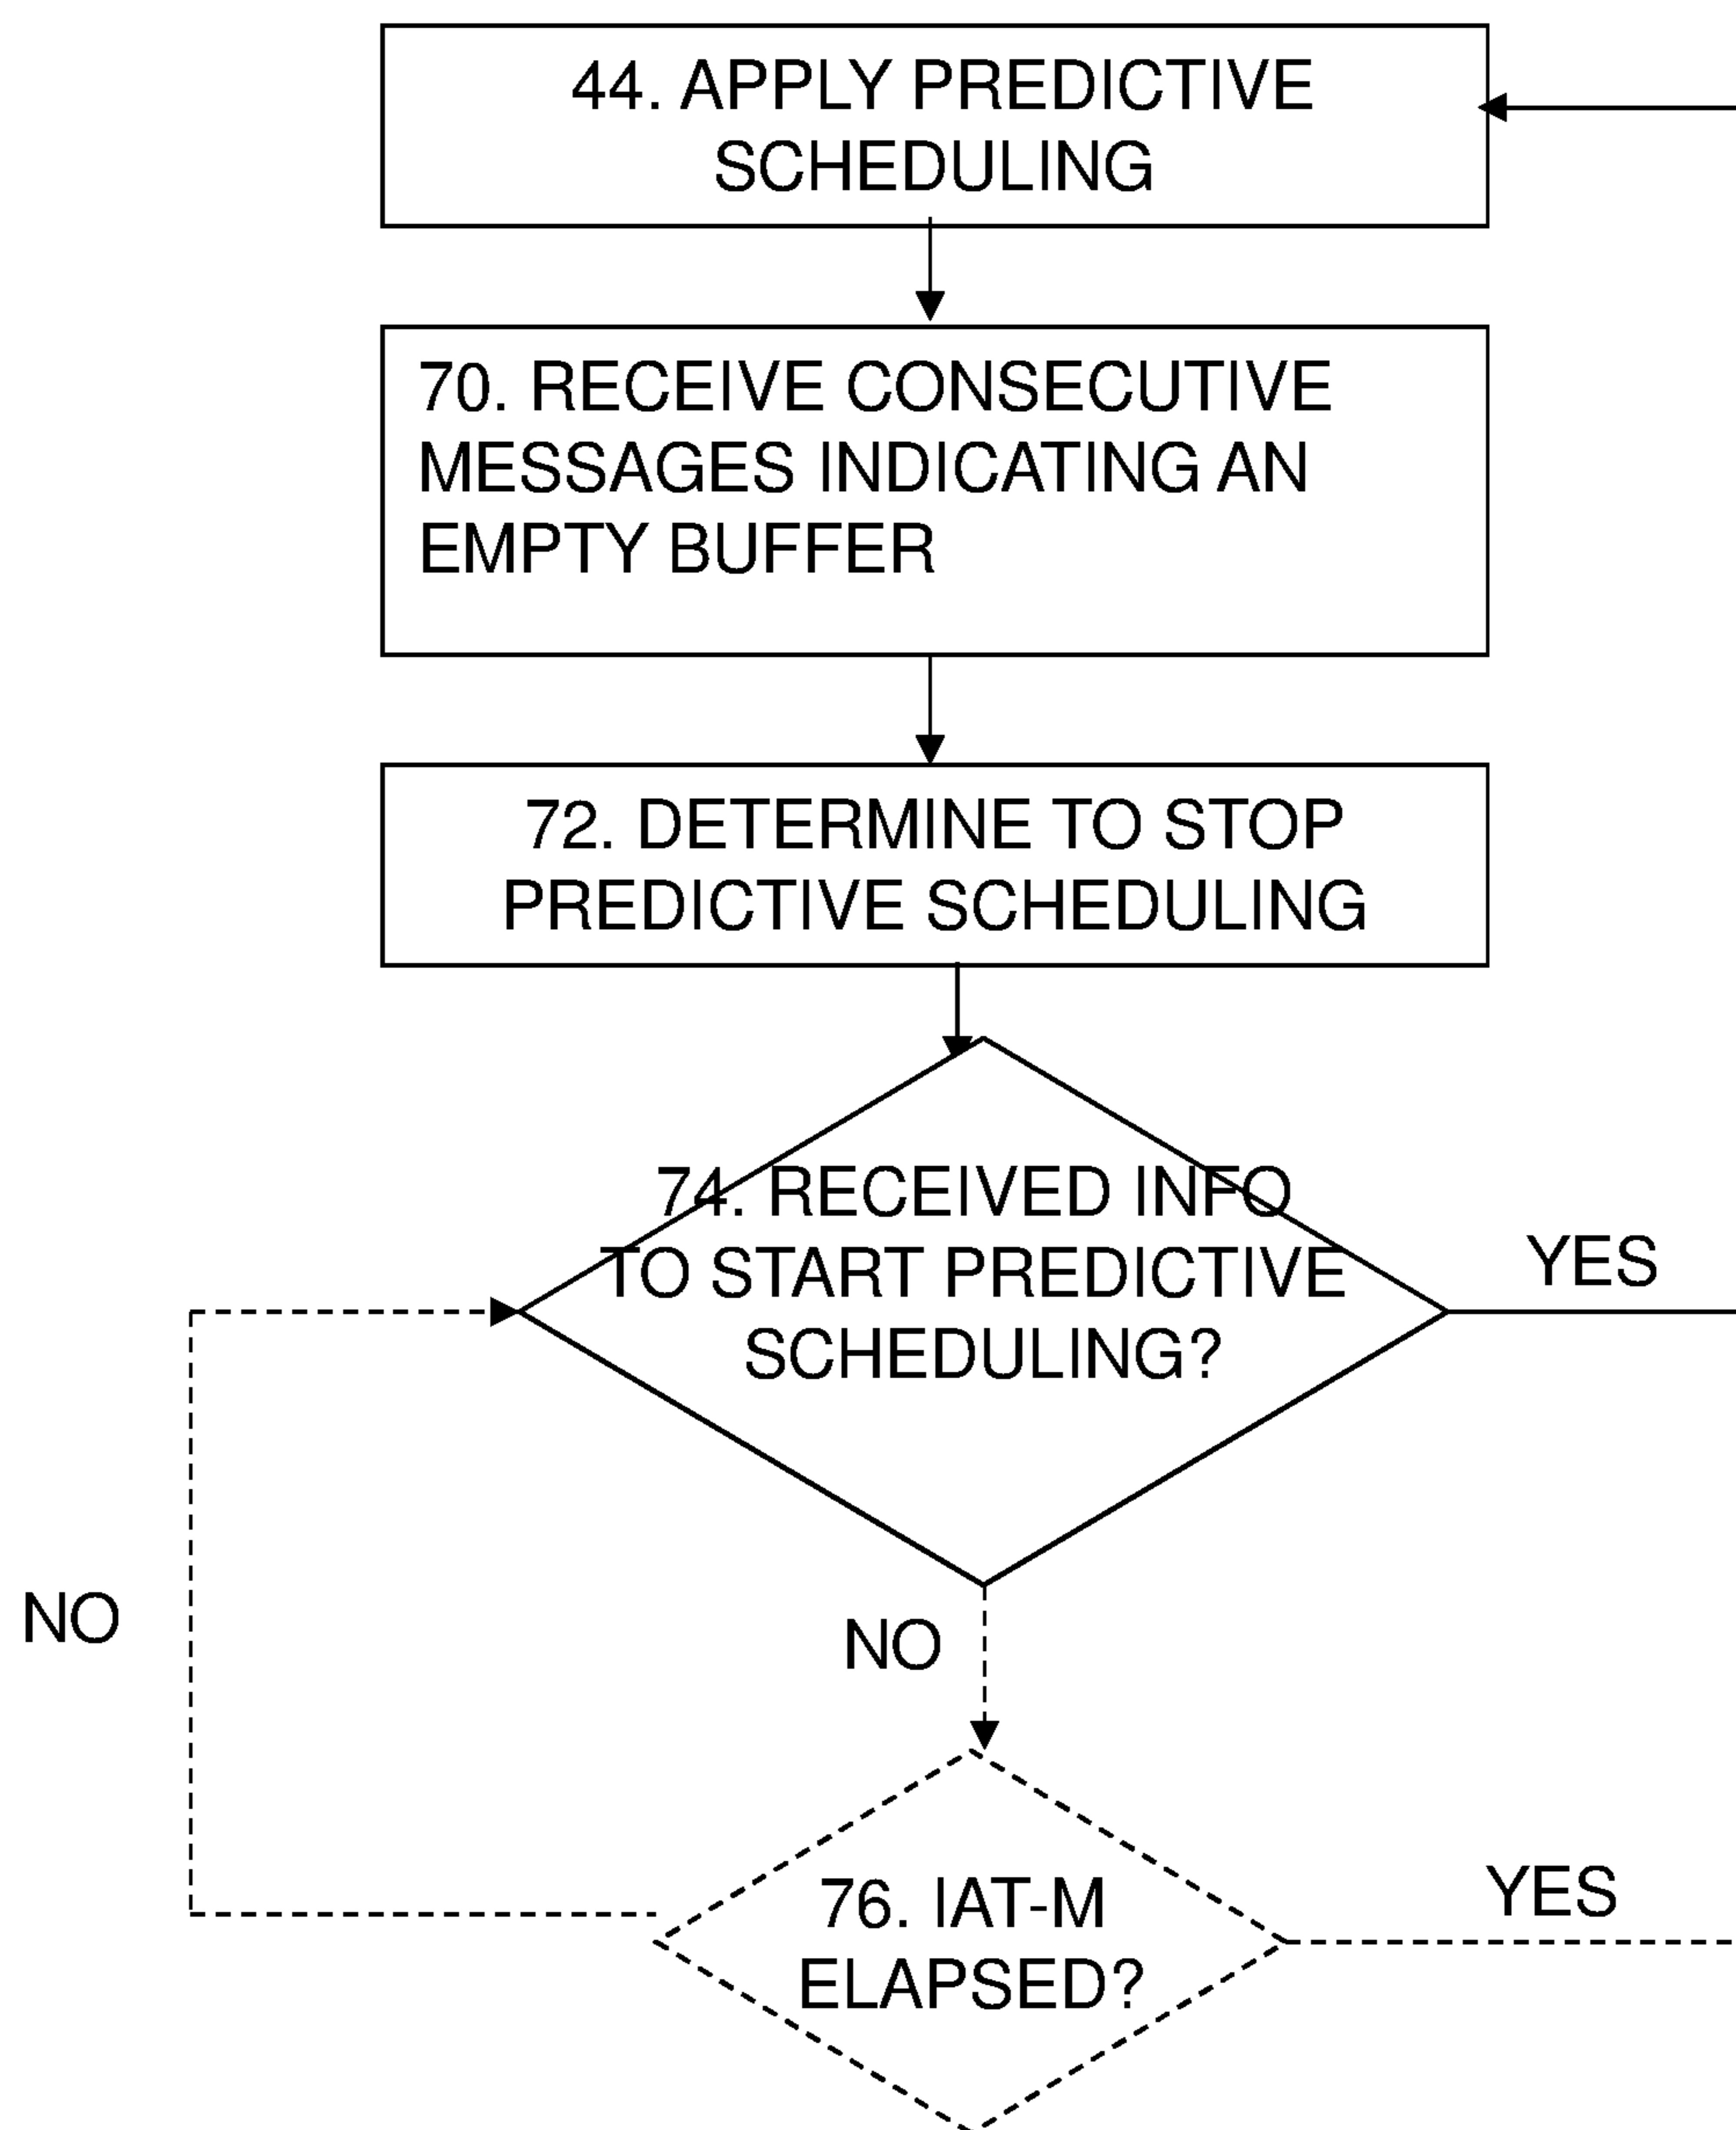 44. APPLY PREDICTIVE
SCHEDULING
70. RECEIVE CONSECUTIVE
MESSAGES INDICATING AN
EMPTY BUFFER
72. DETERMINE TO STOP
PREDICTIVE SCHEDULING
74. RECEIVED INFO
TO START PREDICTIVE
SCHEDULING?
YES
NO
NO
76. IAT-M
ELAPSED?
YES